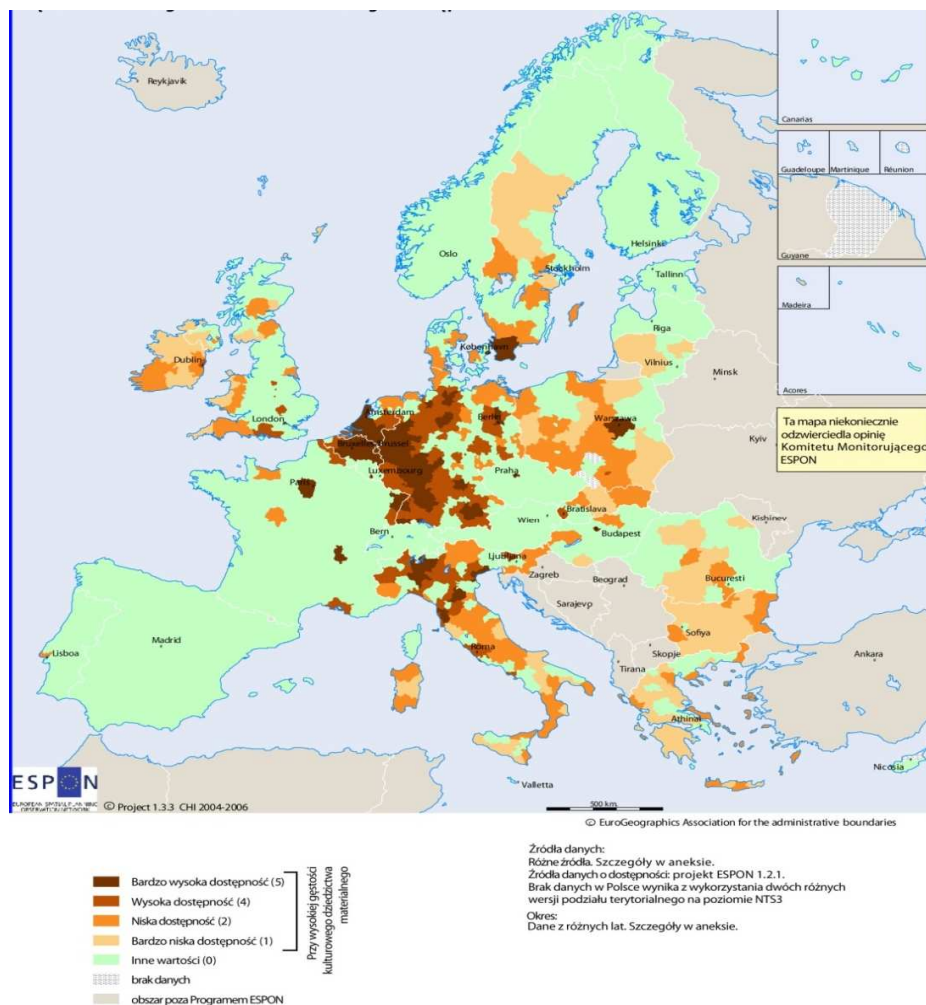 Reykjavik
Canarias
Guadeloupe
Martinique
Réunion
Guyane
Madeira
Acores
Oslo
Helsinki
Stockholm
Tallinn
Riga
København
Vilnius
Minsk
Dublin
London
Amsterdam
Berlin
Warszawa
Kyiv
Luxembourg
Praha
Paris
Bratislava
Wien
Budapest
Kishinev
Bern
Ljubljana
Zagreb
Beograd
Bucuresti
Sarajevo
Sofiya
Skopje
Roma
Tirana
Ankara
Madrid
Lisboa
Athinai
Valletta
Nicosia
Ta mapa niekoniecznie
odzwierciedla opinię
Komitetu Monitorującego
ESPON
ESPON
EUROPEAN SPATIAL PLANNING
OBSERVATION NETWORK
© Project 1.3.3 CHI 2004-2006
500 km
© EuroGeographics Association for the administrative boundaries
Bardzo wysoka dostępność (5)
Wysoka dostępność (4)
Niska dostępność (2)
Bardzo niska dostępność (1)
Inne wartości (0)
brak danych
obszar poza Programem ESPON
Przy wysokiej gęstości
kulturowego dziedzictwa
materialnego
Źródła danych:
Różne źródła. Szczegóły w aneksie.
Źródła danych o dostępności: projekt ESPON 1.2.1.
Brak danych w Polsce wynika z wykorzystania dwóch różnych
wersji podziału terytorialnego na poziomie NTS3
Okres:
Dane z różnych lat. Szczegóły w aneksie.